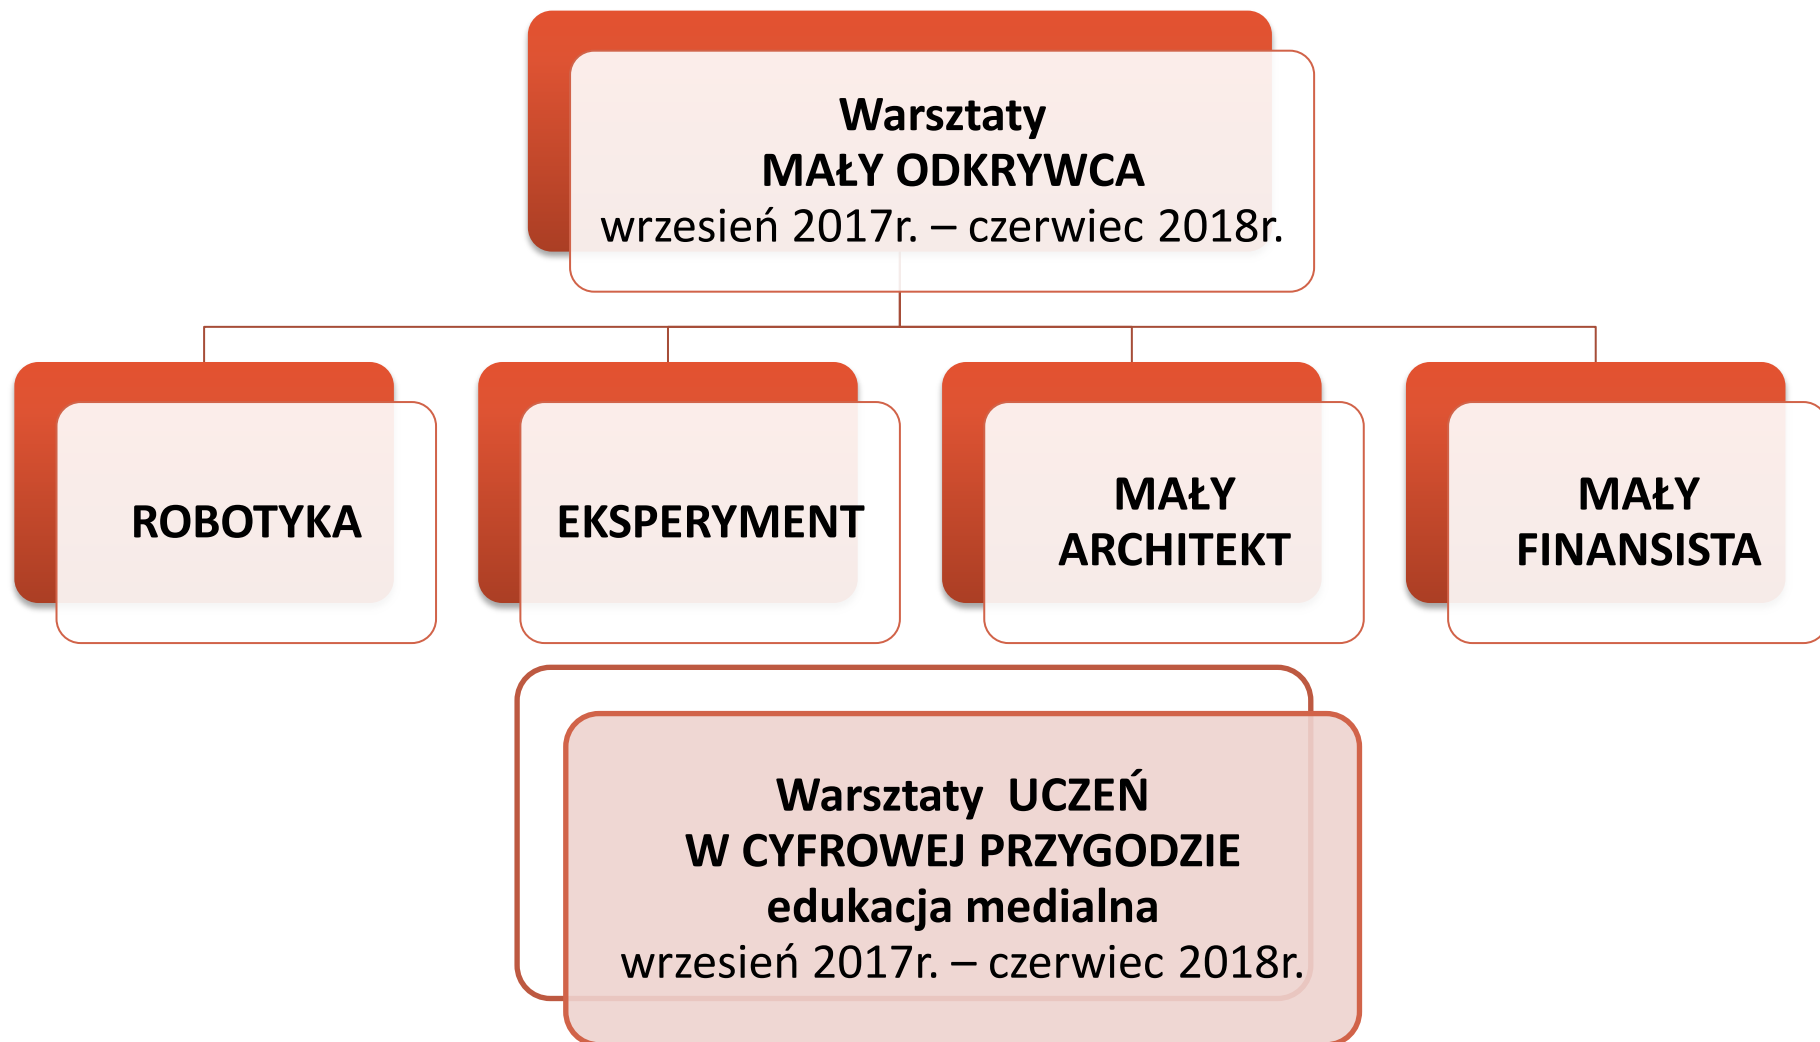 Warsztaty
MAŁY ODKRYWCA
wrzesień 2017r. – czerwiec 2018r.
ROBOTYKA
EKSPERYMENT
MAŁY
ARCHITEKT
MAŁY
FINANSISTA
Warsztaty  UCZEŃ
W CYFROWEJ PRZYGODZIE
edukacja medialna
wrzesień 2017r. – czerwiec 2018r.